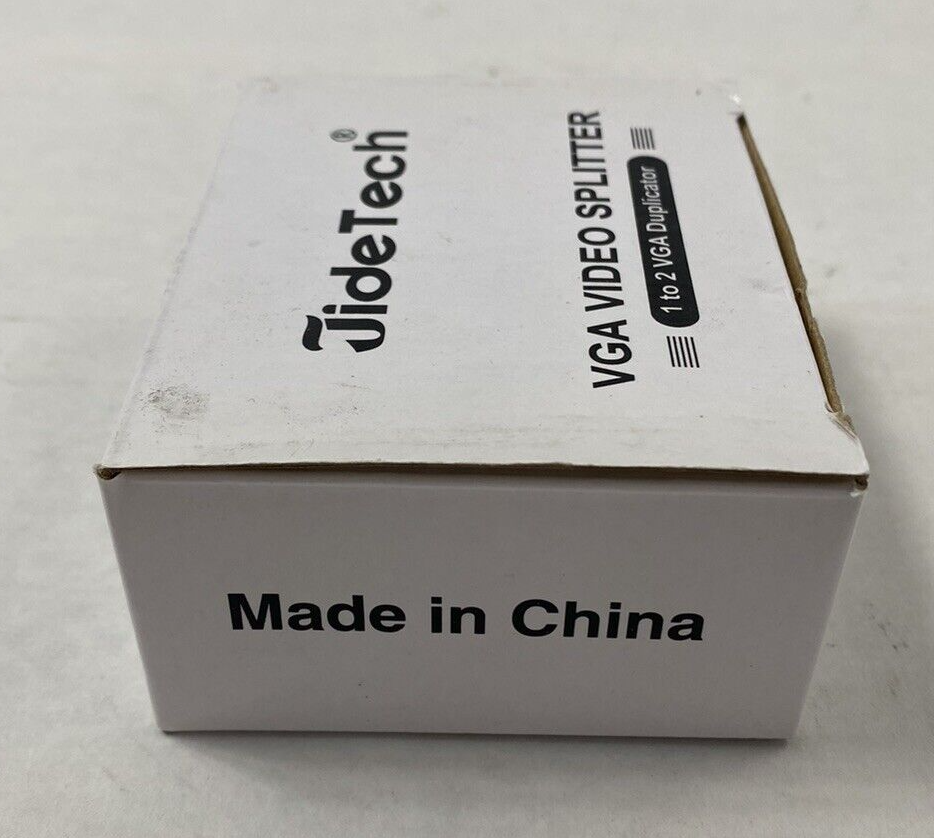 JideTech®
VGA VIDEO SPLITTER
1 to 2 VGA Duplicator
Made in China